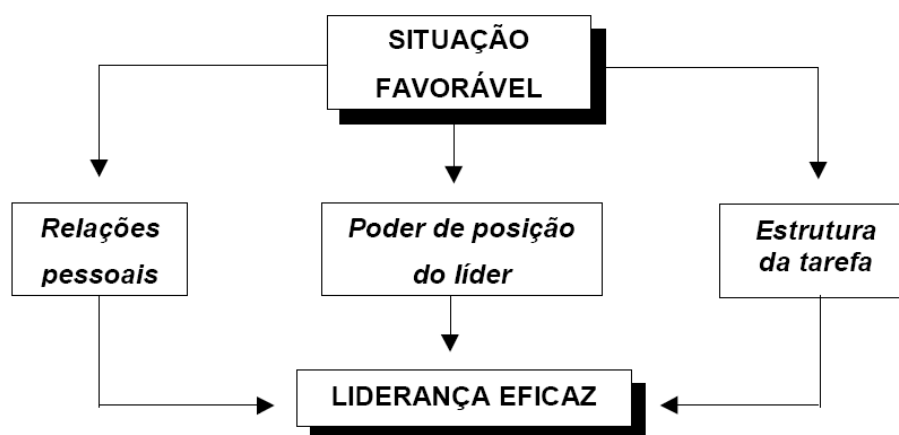 SITUAÇÃO
FAVORÁVEL
Relações
pessoais
Poder de posição
do líder
Estrutura
da tarefa
LIDERANÇA EFICAZ